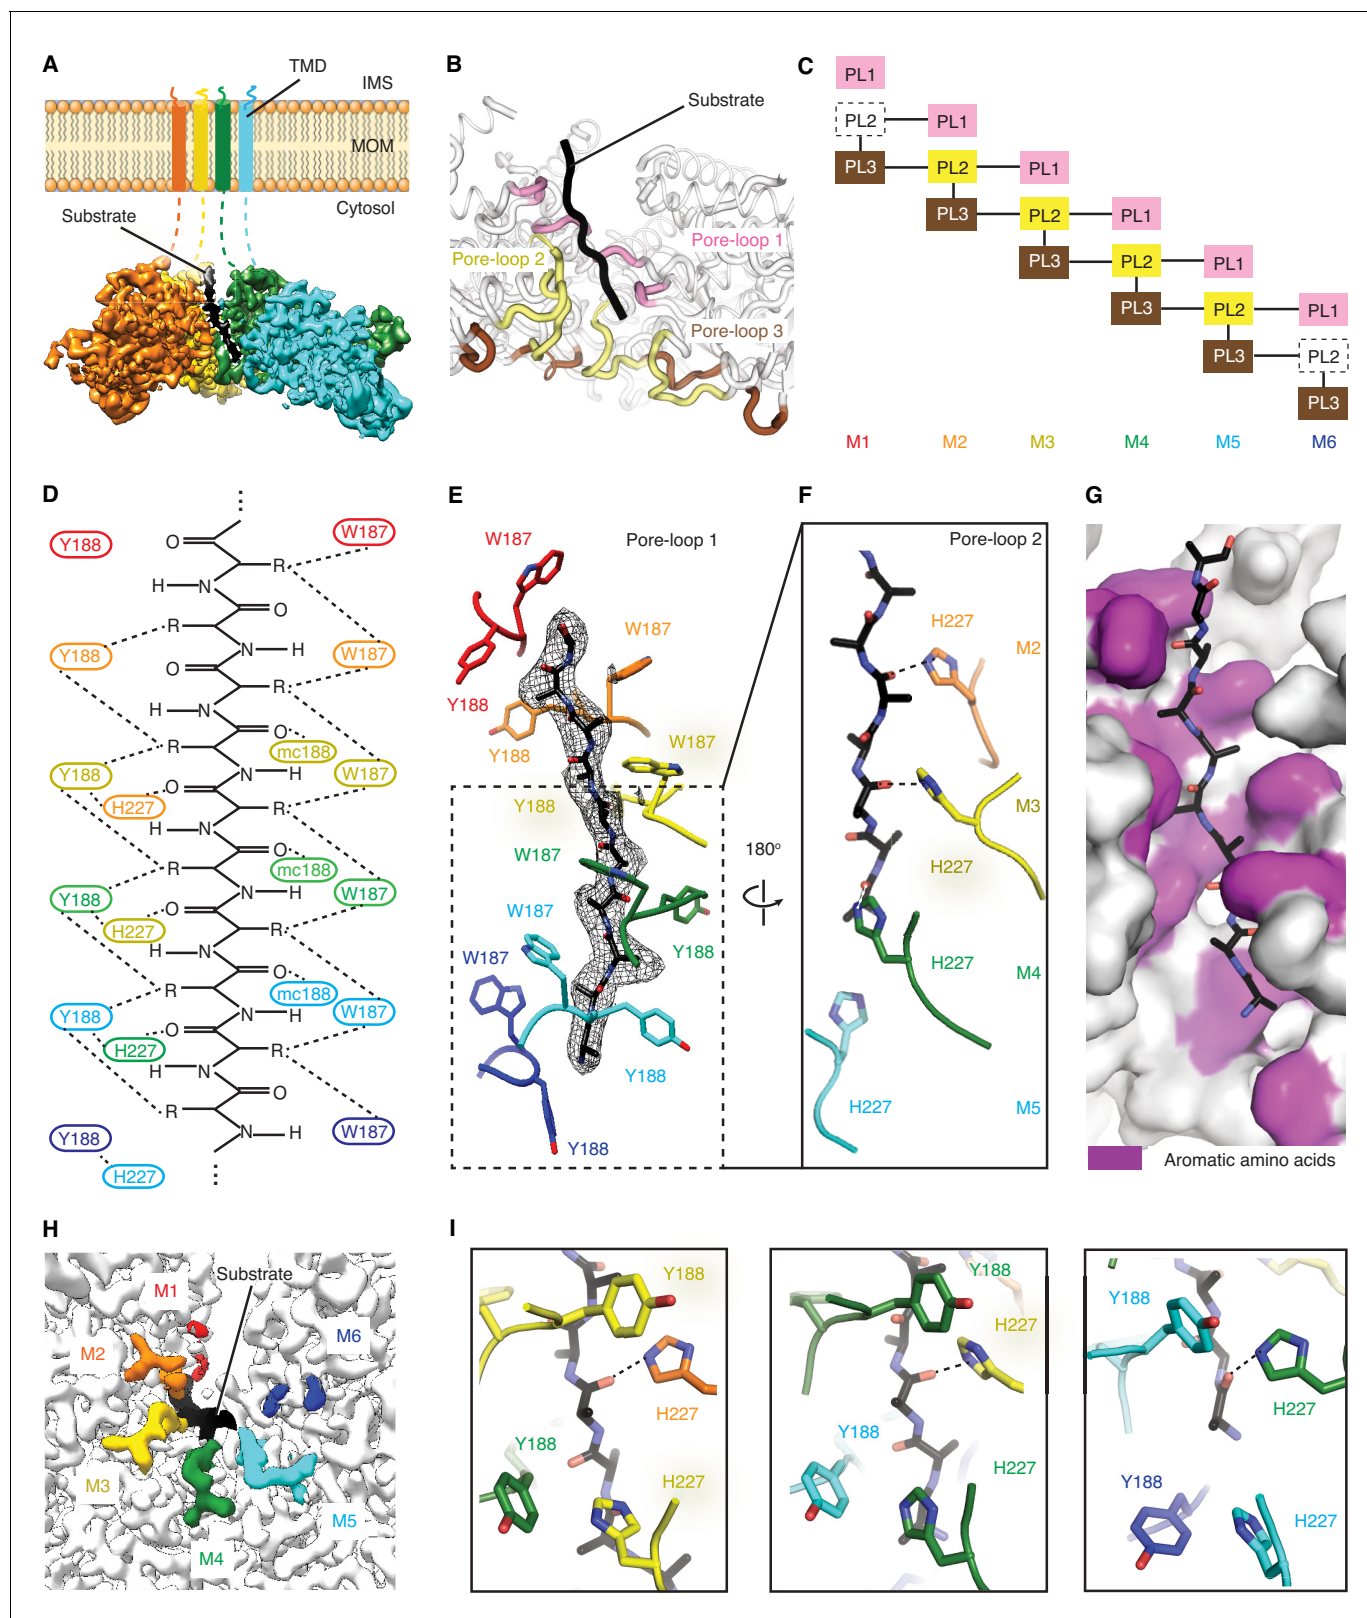 A
TMD
IMS
MOM
Cytosol
Substrate
B
Substrate
Pore-loop 1
Pore-loop 2
Pore-loop 3
C
PL1
PL2 PL1
PL3 PL2 PL1
PL3 PL2 PL1
PL3 PL2 PL1
PL3 PL2 PL1
PL3 PL2
PL3
M1 M2 M3 M4 M5 M6
D
Y188 W187
O
R
H N
O
R
Y188 W187
N H
O
R
H N
O
R
mc188
Y188 N H W187
O
H227 R
H N
O
R
mc188
Y188 N H W187
O
H227 R
H N
O
R
mc188
Y188 N H W187
O
H227 R
H N
O
R
Y188 N H W187
H227
E
Pore-loop 1
W187
W187
Y188
W187
Y188
Y188
W187
W187
Y188
W187
Y188
Y188
180°
F
Pore-loop 2
H227
M2
M3
H227
H227 M4
H227 M5
G
Aromatic amino acids
H
Substrate
M1
M6
M2
M3
M5
M4
I
Y188
H227
Y188
H227
Y188
H227
Y188
H227
Y188
H227
Y188
H227